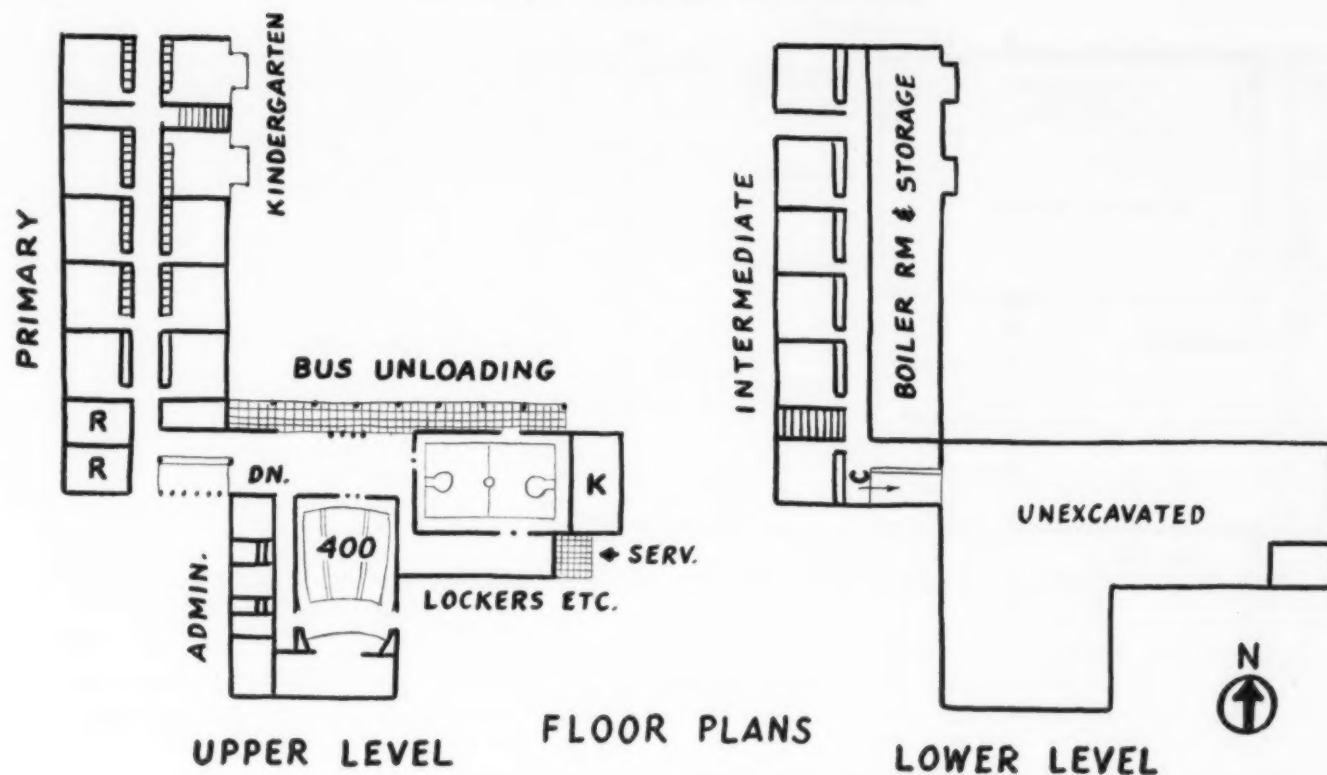 KINDERGARTEN
PRIMARY
BUS UNLOADING
R
R
DN.
K
400
SERV.
LOCKERS ETC.
ADMIN.
UPPER LEVEL
FLOOR PLANS
INTERMEDIATE
BOILER RM & STORAGE
C
UNEXCAVATED
N
LOWER LEVEL